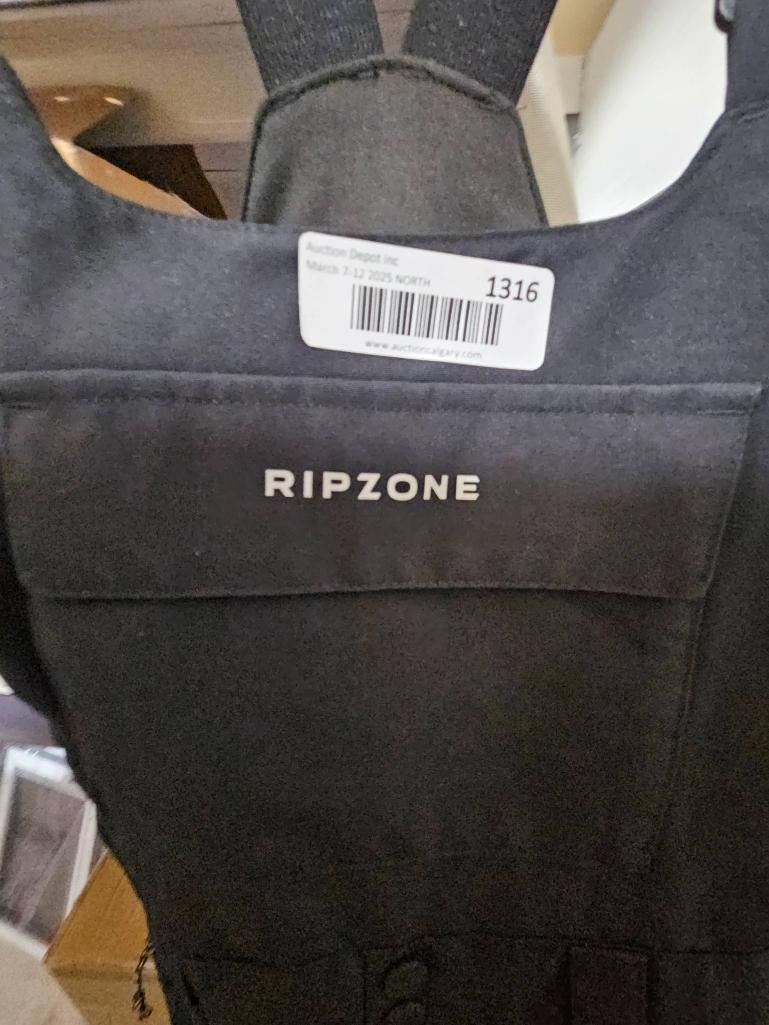 Auction Depot Inc
March 7-12 2025 NORTH
1316
www.auctioncalgary.com
RIPZONE